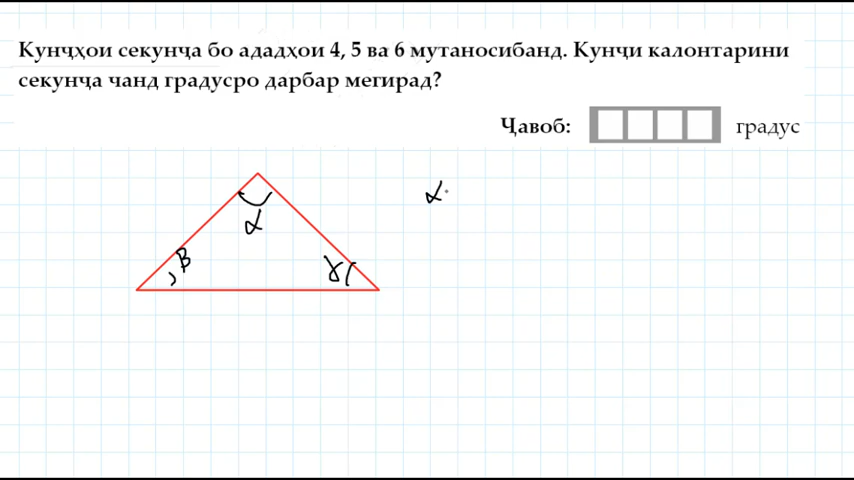 Кунҷҳои секунҷа бо ададҳои 4, 5 ва 6 мутаносибанд. Кунҷи калонтарини
секунҷа чанд градусро дарбар мегирад?
Ҷавоб: градус
α
α
β
γ